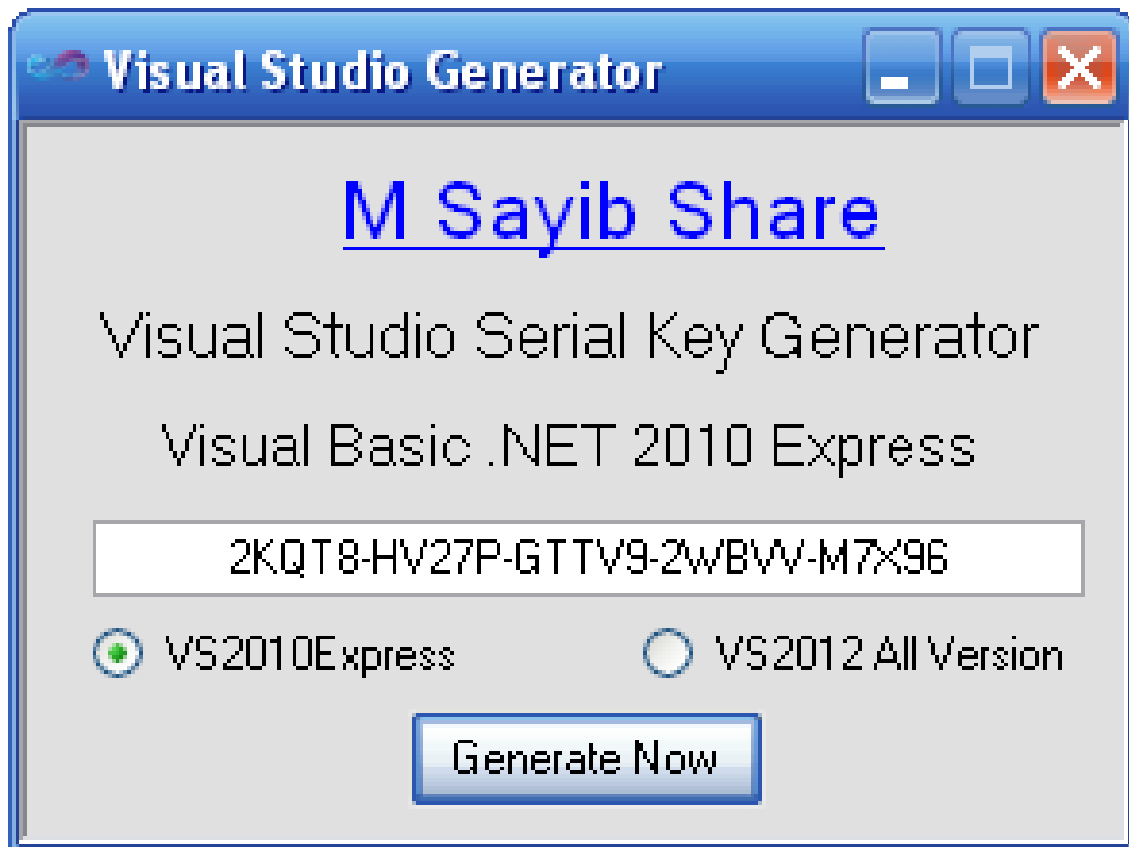 Visual Studio Generator
M Sayib Share
Visual Studio Serial Key Generator
Visual Basic .NET 2010 Express
2KQT8-HV27P-GTTV9-2WBVV-M7X96
VS2010Express
VS2012 All Version
Generate Now